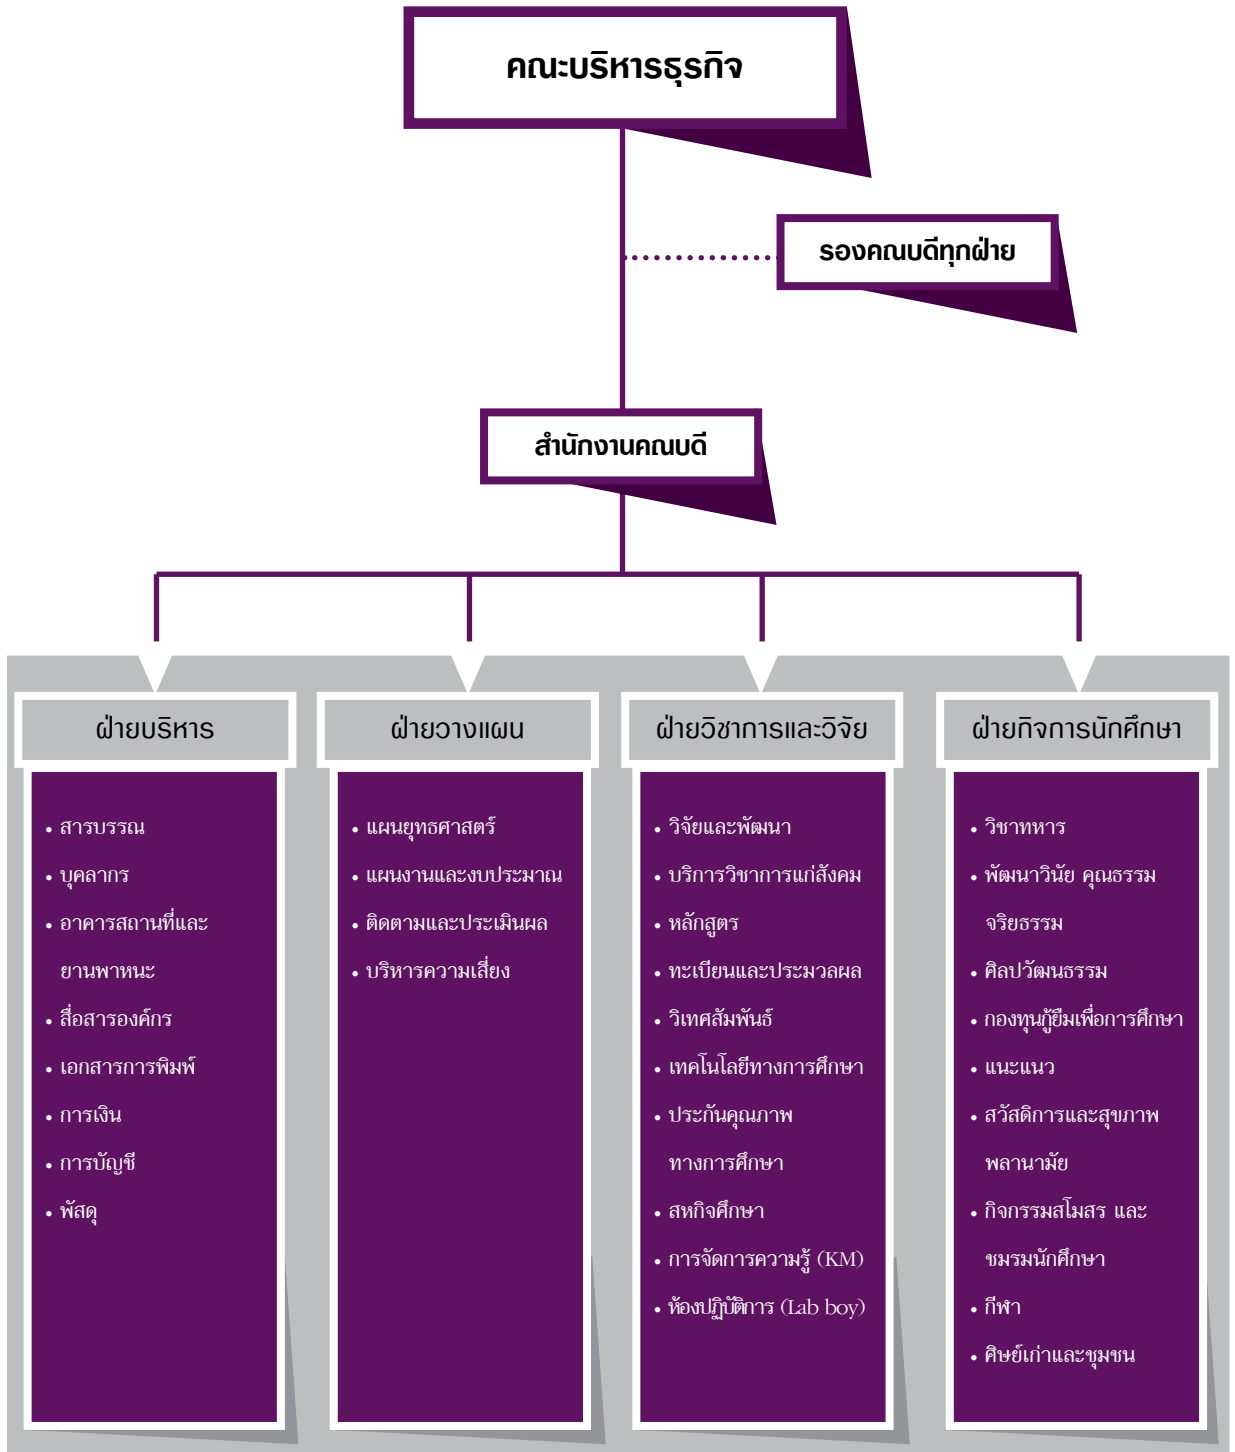 คณะบริหารธุรกิจ
รองคณบดีทุกฝ่าย
สำนักงานคณบดี
ฝ่ายบริหาร
• สารบรรณ
• บุคลากร
• อาคารสถานที่และ
ยานพาหนะ
• สื่อสารองค์กร
• เอกสารการพิมพ์
• การเงิน
• การบัญชี
• พัสดุ
ฝ่ายวางแผน
• แผนยุทธศาสตร์
• แผนงานและงบประมาณ
• ติดตามและประเมินผล
• บริหารความเสี่ยง
ฝ่ายวิชาการและวิจัย
• วิจัยและพัฒนา
• บริการวิชาการแก่สังคม
• หลักสูตร
• ทะเบียนและประมวลผล
• วิเทศสัมพันธ์
• เทคโนโลยีทางการศึกษา
• ประกันคุณภาพ
ทางการศึกษา
• สหกิจศึกษา
• การจัดการความรู้ (KM)
• ห้องปฏิบัติการ (Lab boy)
ฝ่ายกิจการนักศึกษา
• วิชาทหาร
• พัฒนาวินัย คุณธรรม
จริยธรรม
• ศิลปวัฒนธรรม
• กองทุนกู้ยืมเพื่อการศึกษา
• แนะแนว
• สวัสดิการและสุขภาพ
พลานามัย
• กิจกรรมสโมสร และ
ชมรมนักศึกษา
• กีฬา
• ศิษย์เก่าและชุมชน